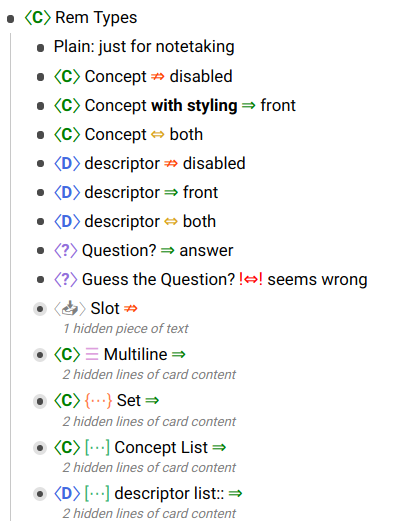 〈C〉 Rem Types
Plain: just for notetaking
〈C〉 Concept ⇏ disabled
〈C〉 Concept with styling ⇒ front
〈C〉 Concept ⇔ both
〈D〉 descriptor ⇏ disabled
〈D〉 descriptor ⇒ front
〈D〉 descriptor ⇔ both
〈?〉 Question? ⇒ answer
〈?〉 Guess the Question? !⇔! seems wrong
〈📥〉 Slot ⇏
1 hidden piece of text
〈C〉 ☰ Multiline ⇒
2 hidden lines of card content
〈C〉 {⋯} Set ⇒
2 hidden lines of card content
〈C〉 [⋯] Concept List ⇒
2 hidden lines of card content
〈D〉 [⋯] descriptor list:: ⇒
2 hidden lines of card content